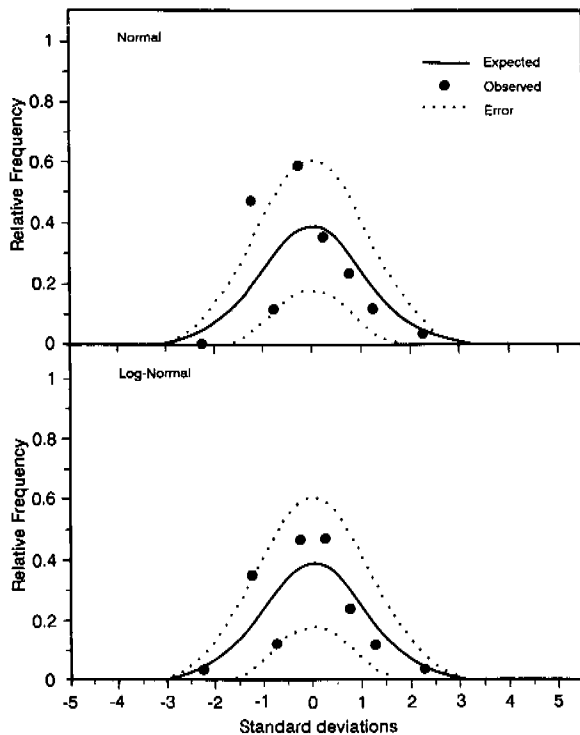 Normal
Expected
Observed
Error
1
0.8
0.6
0.4
0.2
0
Relative Frequency
Log-Normal
1
0.8
0.6
0.4
0.2
0
Relative Frequency
-5 -4 -3 -2 -1 0 1 2 3 4 5
Standard deviations